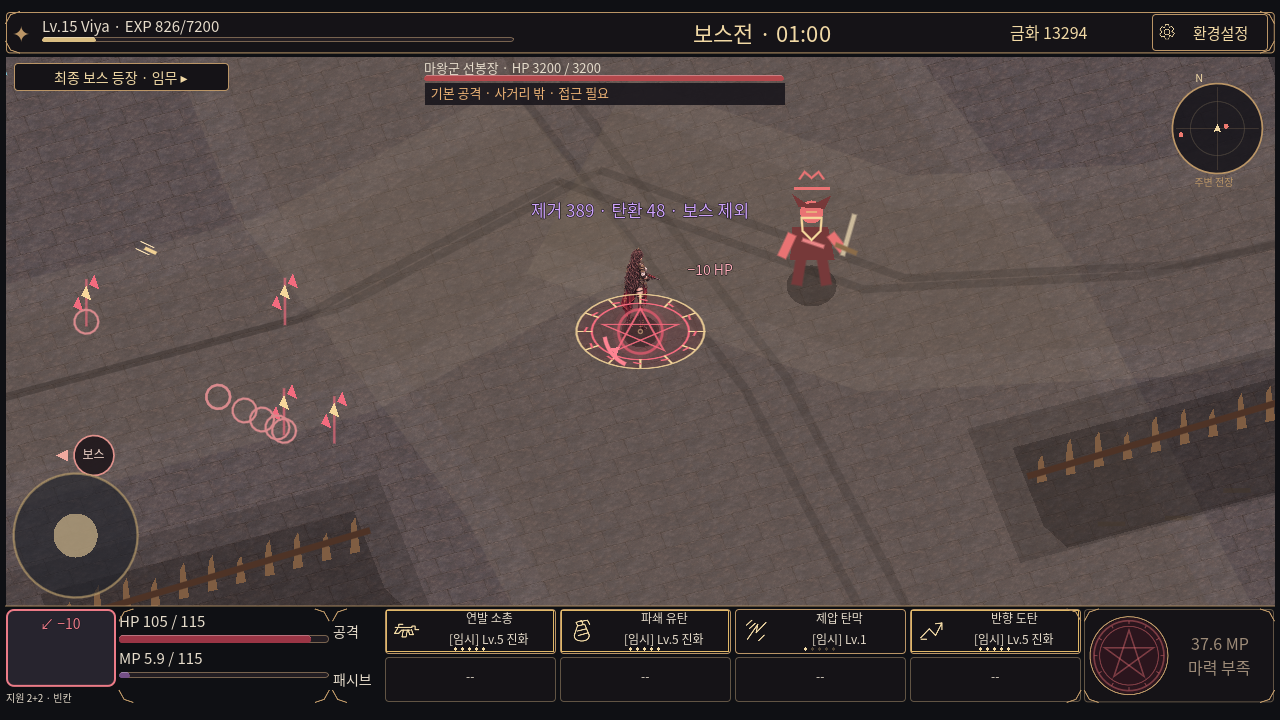 Lv.15 Viya · EXP 826/7200
보스전 · 01:00
금화 13294
환경설정
최종 보스 등장 · 임무 ▸
마왕군 선봉장 · HP 3200 / 3200
기본 공격 · 사거리 밖 · 접근 필요
N
주변 전장
제거 389 · 탄환 48 · 보스 제외
−10 HP
보스
↙ −10
HP 105 / 115
MP 5.9 / 115
지원 2+2 · 빈칸
공격
패시브
연발 소총
[임시] Lv.5 진화
파쇄 유탄
[임시] Lv.5 진화
제압 탄막
[임시] Lv.1
반향 도탄
[임시] Lv.5 진화
--
--
--
--
37.6 MP
마력 부족